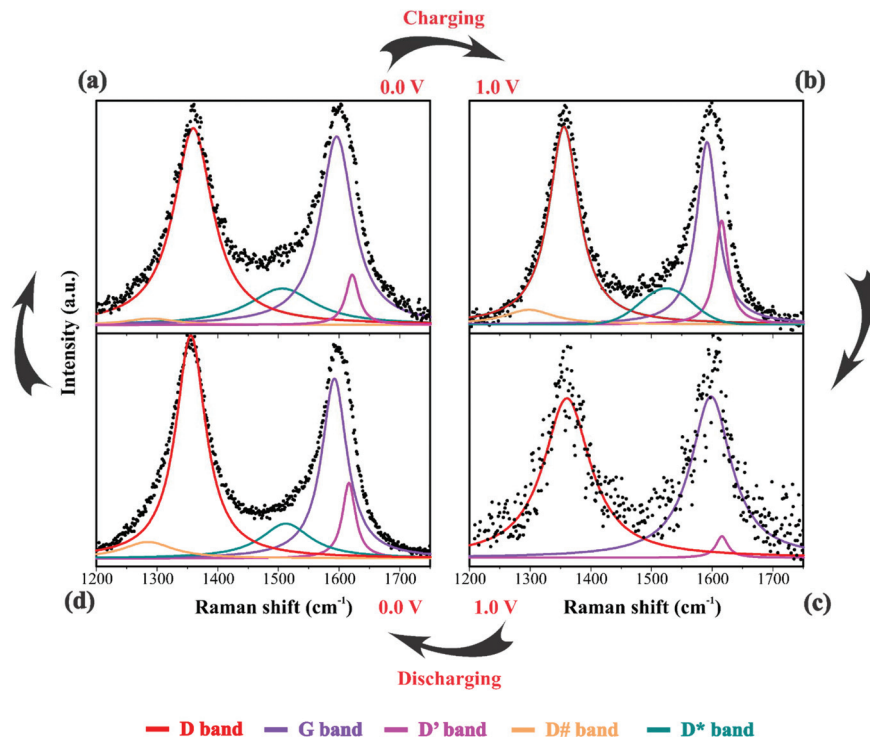 Charging
(a)
0.0 V
1.0 V
(b)
Intensity (a.u.)
1200 1300 1400 1500 1600 1700
1200 1300 1400 1500 1600 1700
(d)
Raman shift (cm⁻¹)
0.0 V
1.0 V
Raman shift (cm⁻¹)
(c)
Discharging
D band
G band
D' band
D# band
D* band